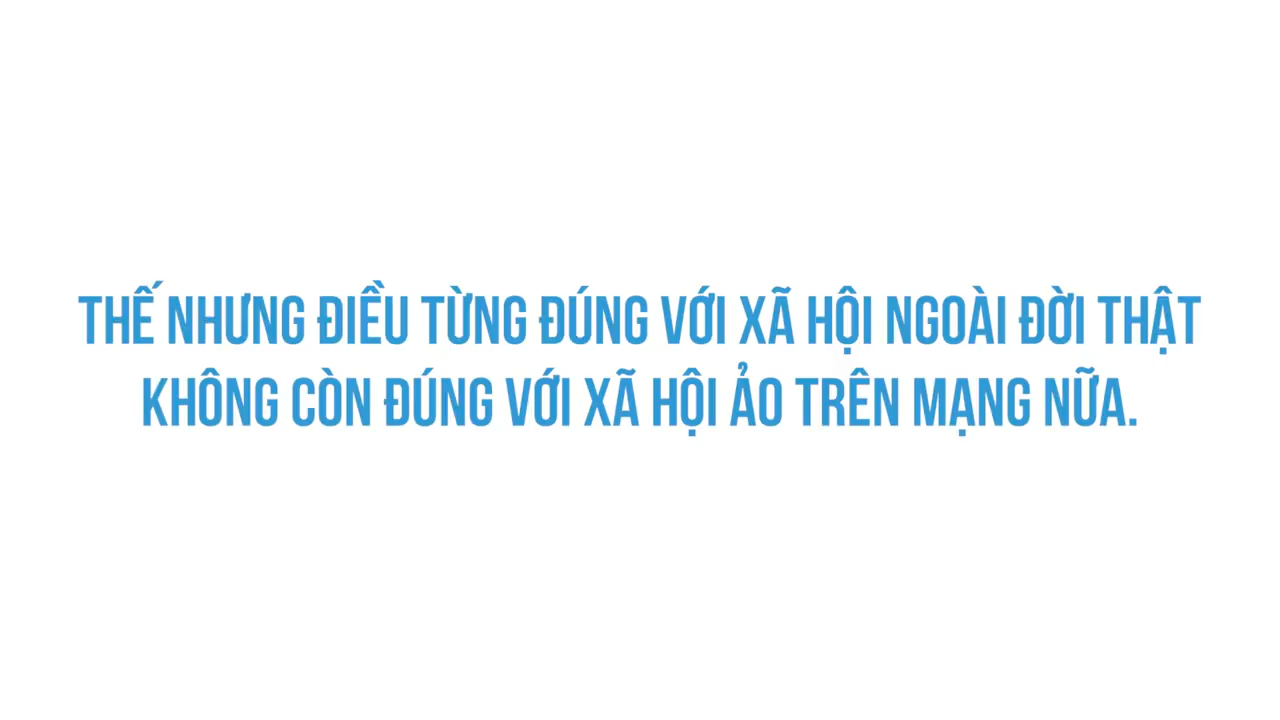 THẾ NHƯNG ĐIỀU TỪNG ĐÚNG VỚI XÃ HỘI NGOÀI ĐỜI THẬT
KHÔNG CÒN ĐÚNG VỚI XÃ HỘI ẢO TRÊN MẠNG NỮA.